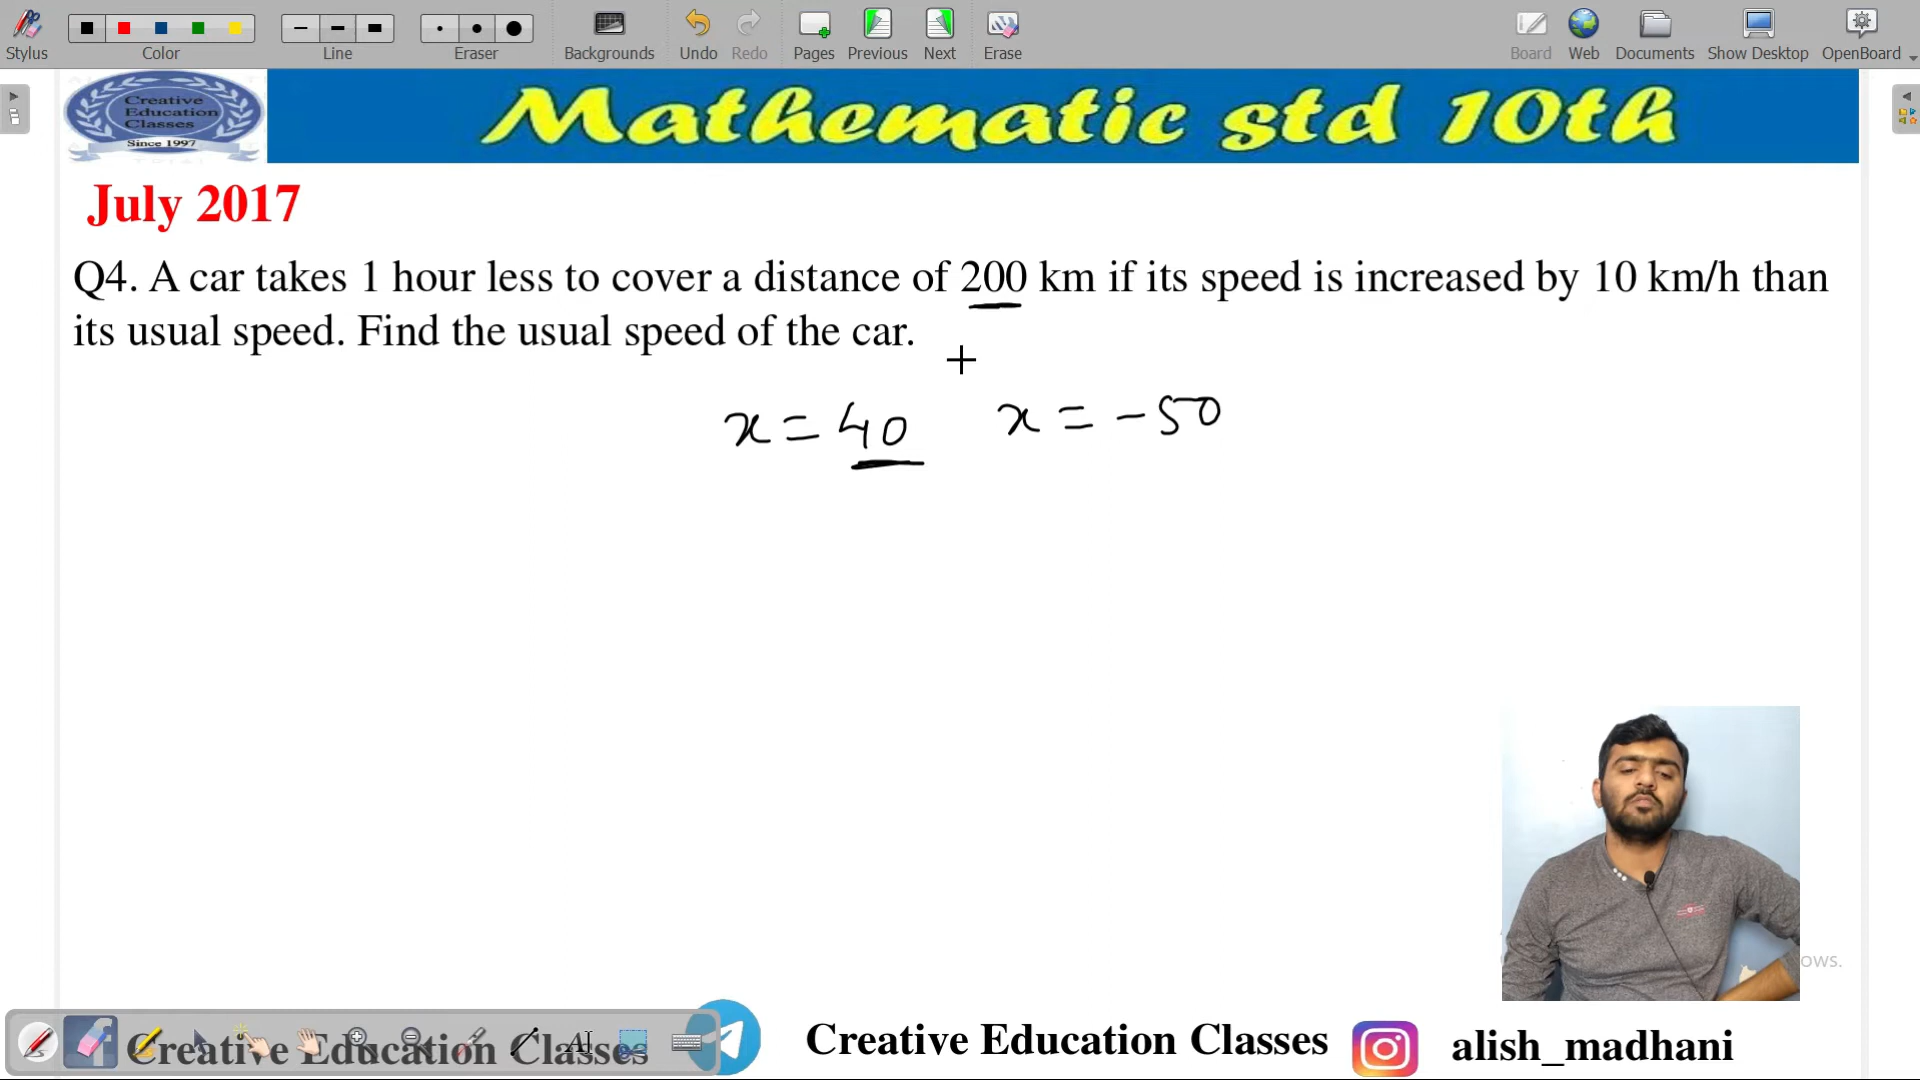 Stylus
Color
Line
Eraser
Backgrounds
Undo
Redo
Pages
Previous
Next
Erase
Board
Web
Documents
Show Desktop
OpenBoard
Creative
Education
Classes
Since 1997
Mathematic std 10th
July 2017
Q4. A car takes 1 hour less to cover a distance of 200 km if its speed is increased by 10 km/h than
its usual speed. Find the usual speed of the car.
x = 40 x = -50
ows.
Creative Education Classes
Creative Education Classes
alish_madhani